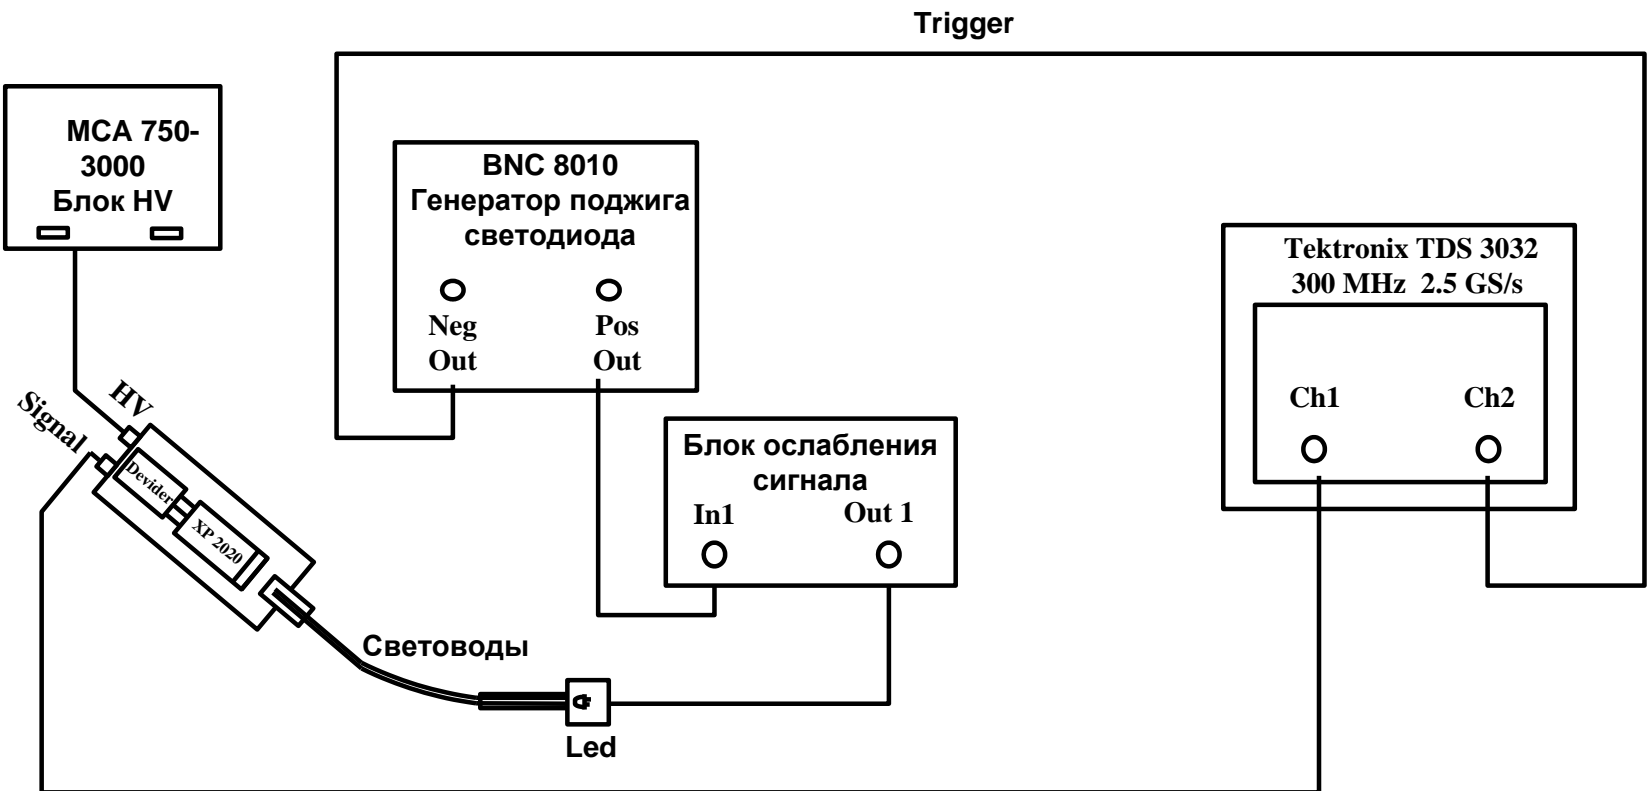 Trigger
МСА 750-
3000
Блок HV
BNC 8010
Генератор поджига
светодиода
Neg
Out
Pos
Out
Tektronix TDS 3032
300 MHz 2.5 GS/s
Ch1
Ch2
HV
Signal
Devider
XP 2020
Блок ослабления
сигнала
In1
Out 1
Световоды
Led